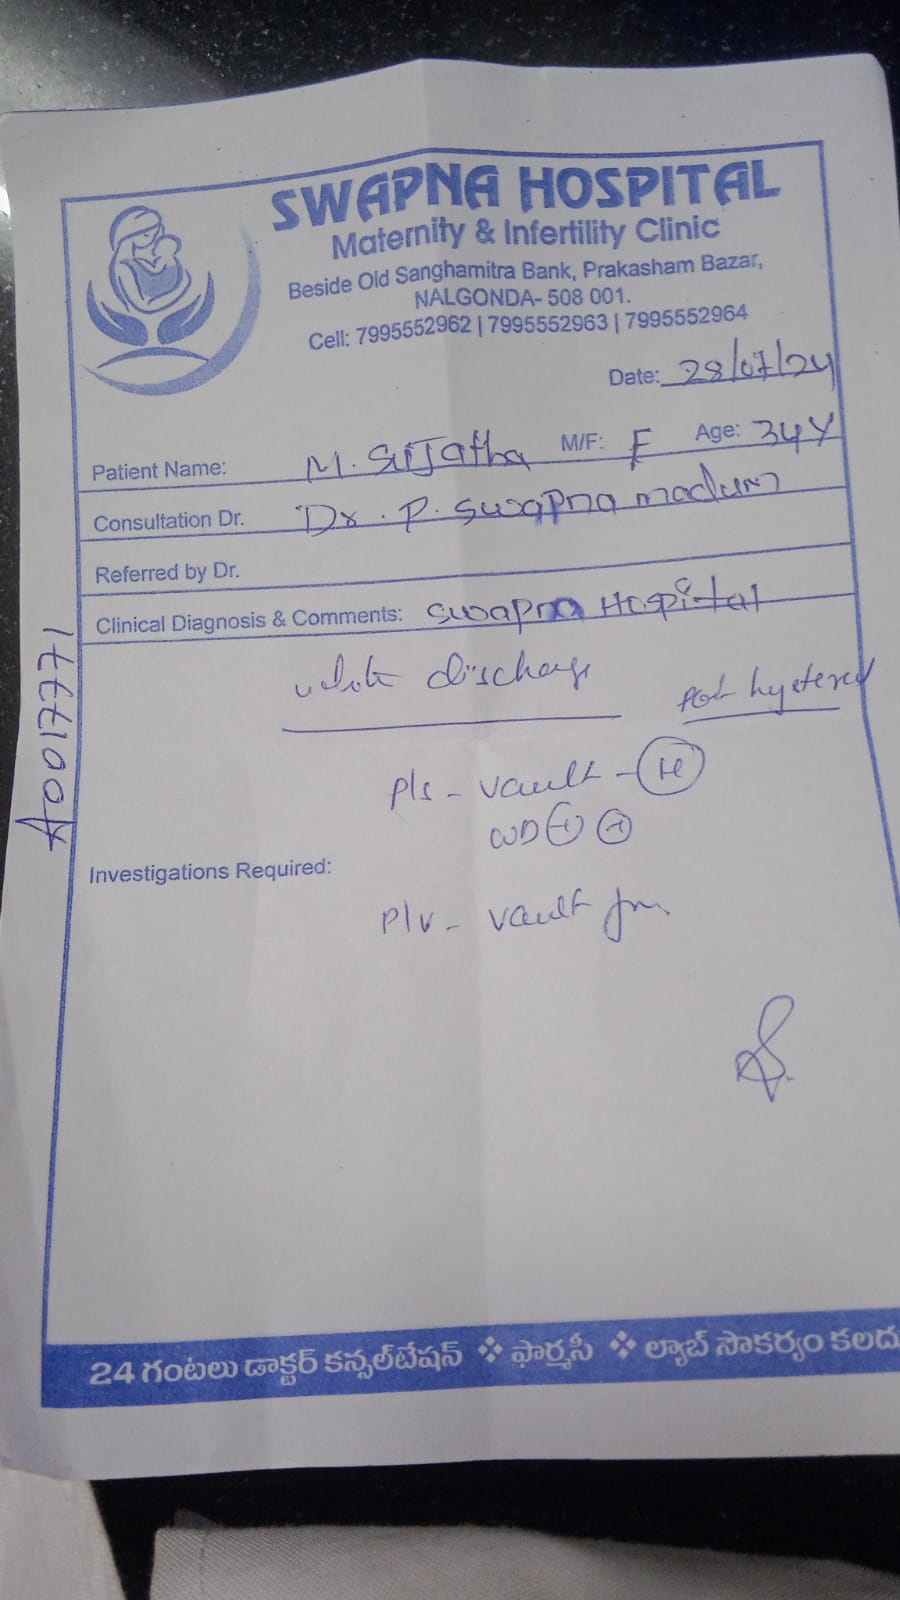 SWAPNA HOSPITAL
Maternity & Infertility Clinic
Beside Old Sanghamitra Bank, Prakasham Bazar,
NALGONDA- 508 001.
Cell: 7995552962 | 7995552963 | 7995552964
Date: 28/07/24
Patient Name: M. Sujatha M/F: F Age: 34Y
Consultation Dr. Dr. P. Swapna madum
Referred by Dr.
Clinical Diagnosis & Comments: Swapna Hospital
white discharge
post hysterec
P/s - vault - (H)
WD (+) (+)
Investigations Required:
P/v - vault
A0017771
24 గంటలు డాక్టర్ కన్సల్‌టేషన్ ❖ ఫార్మసీ ❖ ల్యాబ్ సౌకర్యం కలదు